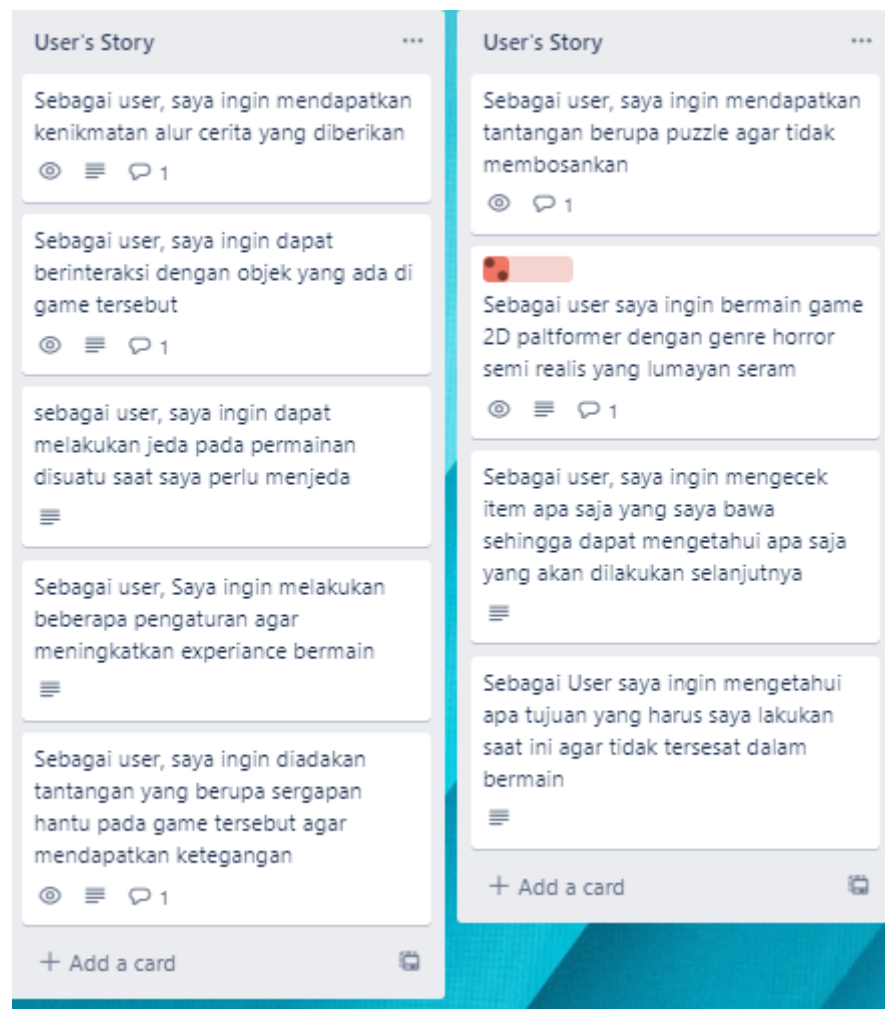 User's Story
Sebagai user, saya ingin mendapatkan
kenikmatan alur cerita yang diberikan
1
Sebagai user, saya ingin dapat
berinteraksi dengan objek yang ada di
game tersebut
1
sebagai user, saya ingin dapat
melakukan jeda pada permainan
disuatu saat saya perlu menjeda
Sebagai user, Saya ingin melakukan
beberapa pengaturan agar
meningkatkan experiance bermain
Sebagai user, saya ingin diadakan
tantangan yang berupa sergapan
hantu pada game tersebut agar
mendapatkan ketegangan
1
+ Add a card
User's Story
Sebagai user, saya ingin mendapatkan
tantangan berupa puzzle agar tidak
membosankan
1
Sebagai user saya ingin bermain game
2D paltformer dengan genre horror
semi realis yang lumayan seram
1
Sebagai user, saya ingin mengecek
item apa saja yang saya bawa
sehingga dapat mengetahui apa saja
yang akan dilakukan selanjutnya
Sebagai User saya ingin mengetahui
apa tujuan yang harus saya lakukan
saat ini agar tidak tersesat dalam
bermain
+ Add a card